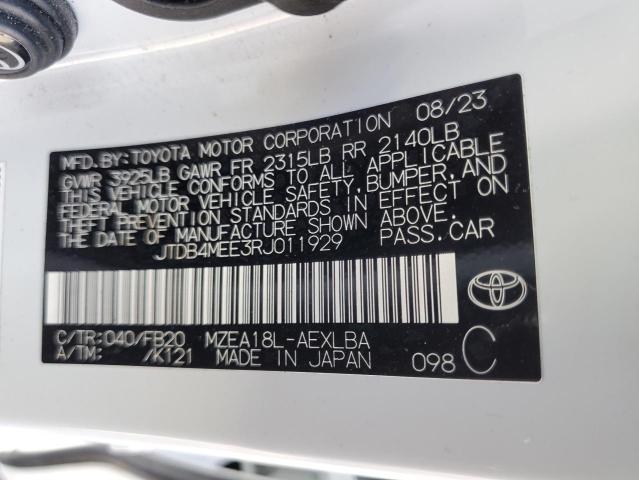 MFD. BY: TOYOTA MOTOR CORPORATION 08/23
GVWR 3925LB GAWR FR 2315LB RR 2140LB
THIS VEHICLE CONFORMS TO ALL APPLICABLE
FEDERAL MOTOR VEHICLE SAFETY, BUMPER, AND
THEFT PREVENTION STANDARDS IN EFFECT ON
THE DATE OF MANUFACTURE SHOWN ABOVE.
JTDB4MEE3RJ011929 PASS. CAR
C/TR: 040/FB20 MZEA18L-AEXLBA
A/TM: /K121 MADE IN JAPAN 098 C